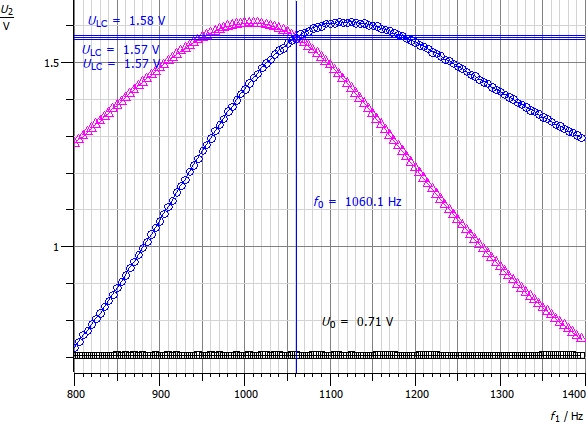 U2
V
ULC = 1.58 V
ULC = 1.57 V
ULC = 1.57 V
1.5
f0 = 1060.1 Hz
1
U0 = 0.71 V
800 900 1000 1100 1200 1300 1400
f1 / Hz